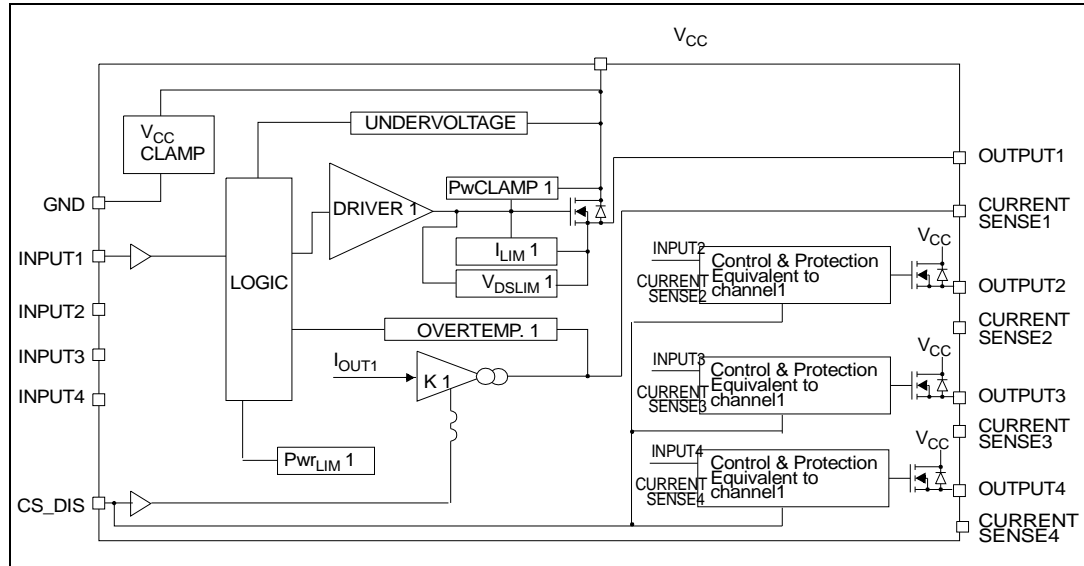 VCC
VCC
CLAMP
UNDERVOLTAGE
OUTPUT1
PwCLAMP 1
DRIVER 1
GND
CURRENT
SENSE1
INPUT1
ILIM 1
LOGIC
VDSLIM 1
INPUT2
CURRENT
SENSE2
Control & Protection
Equivalent to
channel1
VCC
OUTPUT2
INPUT2
CURRENT
SENSE2
OVERTEMP. 1
INPUT3
IOUT1
K 1
INPUT3
CURRENT
SENSE3
Control & Protection
Equivalent to
channel1
VCC
OUTPUT3
INPUT4
CURRENT
SENSE3
PwrLIM 1
INPUT4
CURRENT
SENSE4
Control & Protection
Equivalent to
channel1
VCC
OUTPUT4
CS_DIS
CURRENT
SENSE4